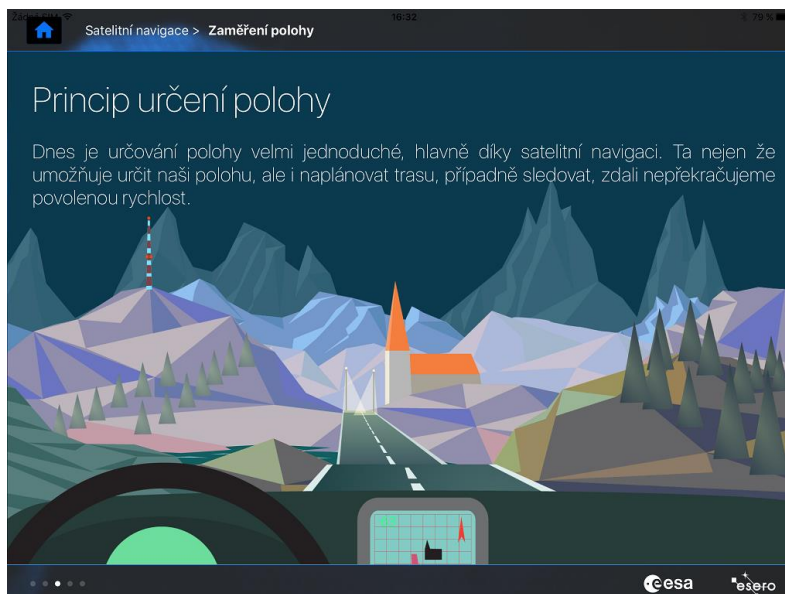 Žádná SIM 16:32 79 %
Satelitní navigace > Zaměření polohy
Princip určení polohy
Dnes je určování polohy velmi jednoduché, hlavně díky satelitní navigaci. Ta nejen že
umožňuje určit naši polohu, ale i naplánovat trasu, případně sledovat, zdali nepřekračujeme
povolenou rychlost.
esa esero